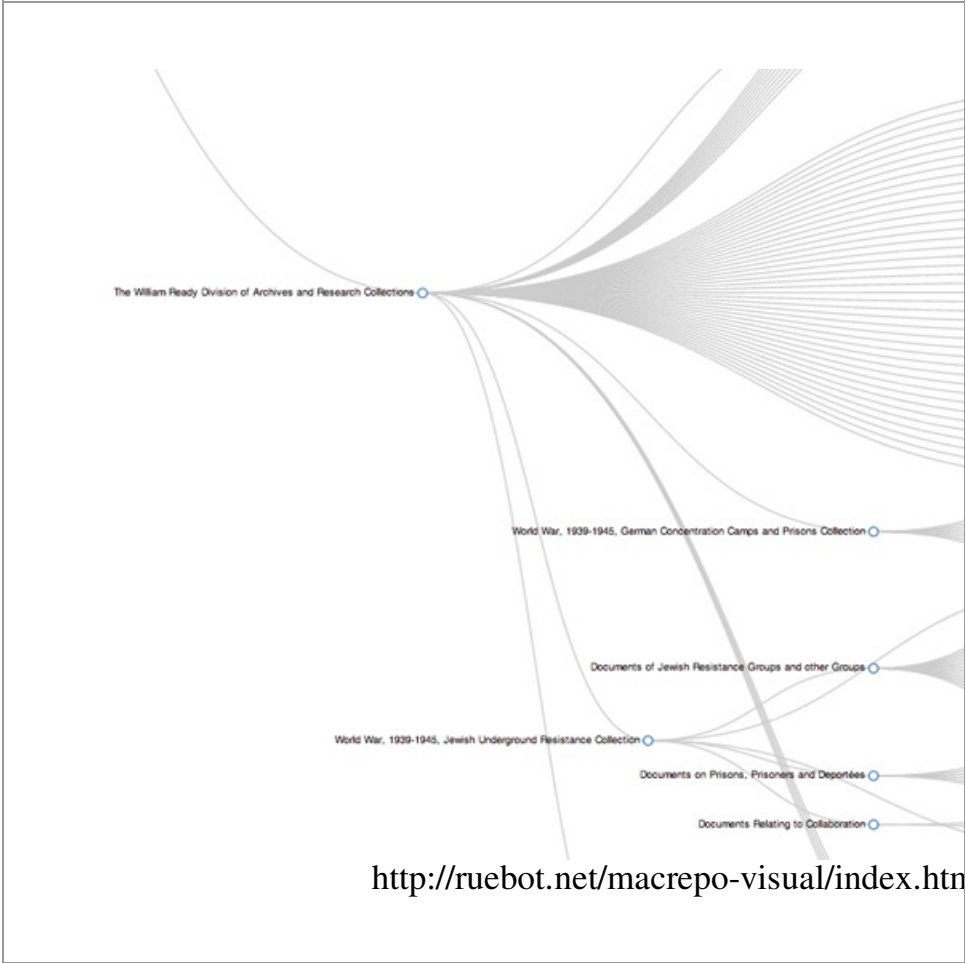 The William Ready Division of Archives and Research Collections
World War, 1939-1945, German Concentration Camps and Prisons Collection
Documents of Jewish Resistance Groups and other Groups
World War, 1939-1945, Jewish Underground Resistance Collection
Documents on Prisons, Prisoners and Deportées
Documents Relating to Collaboration
http://ruebot.net/macrepo-visual/index.htm